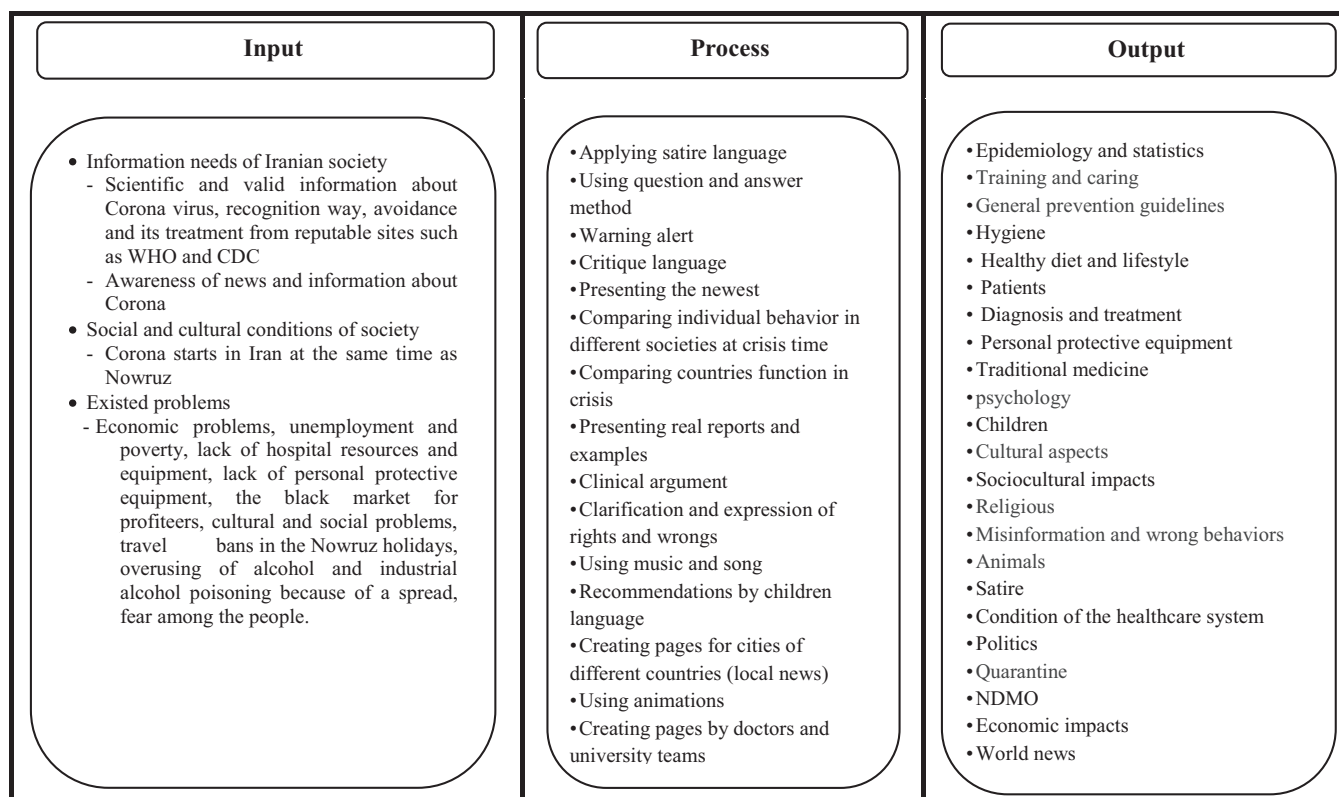 Input
• Information needs of Iranian society
- Scientific and valid information about
Corona virus, recognition way, avoidance
and its treatment from reputable sites such
as WHO and CDC
- Awareness of news and information about
Corona
• Social and cultural conditions of society
- Corona starts in Iran at the same time as
Nowruz
• Existed problems
- Economic problems, unemployment and
poverty, lack of hospital resources and
equipment, lack of personal protective
equipment, the black market for
profiteers, cultural and social problems,
travel bans in the Nowruz holidays,
overusing of alcohol and industrial
alcohol poisoning because of a spread,
fear among the people.
Process
•Applying satire language
•Using question and answer
method
•Warning alert
•Critique language
•Presenting the newest
•Comparing individual behavior in
different societies at crisis time
•Comparing countries function in
crisis
•Presenting real reports and
examples
•Clinical argument
•Clarification and expression of
rights and wrongs
•Using music and song
•Recommendations by children
language
•Creating pages for cities of
different countries (local news)
•Using animations
•Creating pages by doctors and
university teams
Output
•Epidemiology and statistics
•Training and caring
•General prevention guidelines
•Hygiene
• Healthy diet and lifestyle
• Patients
• Diagnosis and treatment
• Personal protective equipment
•Traditional medicine
•psychology
•Children
•Cultural aspects
•Sociocultural impacts
•Religious
•Misinformation and wrong behaviors
•Animals
•Satire
•Condition of the healthcare system
•Politics
•Quarantine
•NDMO
•Economic impacts
•World news